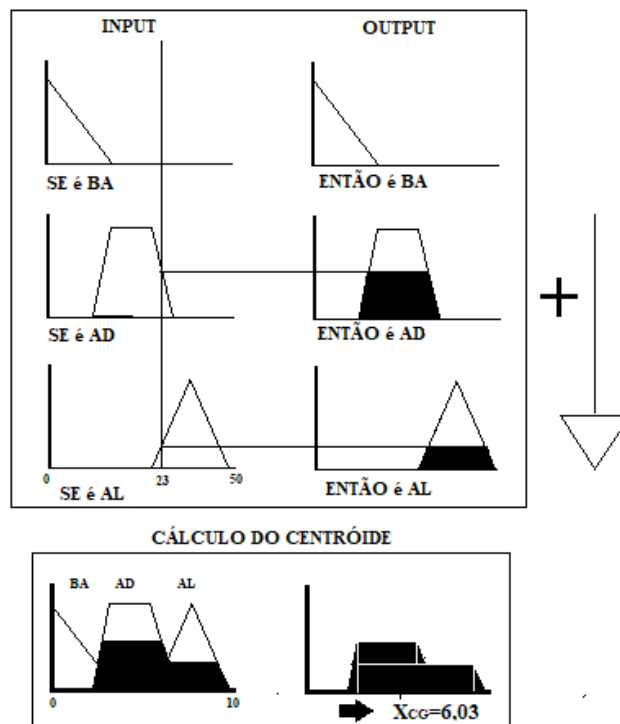 INPUT OUTPUT
SE é BA ENTÃO é BA
SE é AD ENTÃO é AD
0 23 50
SE é AL ENTÃO é AL
CÁLCULO DO CENTRÓIDE
BA AD AL
0 10
XCG=6,03